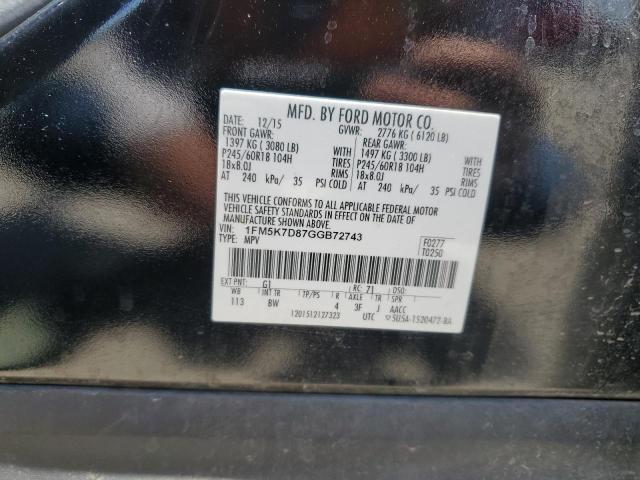 MFD. BY FORD MOTOR CO.
DATE: 12/15 GVWR: 2776 KG ( 6120 LB)
FRONT GAWR: REAR GAWR:
1397 KG ( 3080 LB) WITH 1497 KG ( 3300 LB) WITH
P245/60R18 104H TIRES P245/60R18 104H TIRES
18x8.0J RIMS 18x8.0J RIMS
AT 240 kPa/ 35 PSI COLD AT 240 kPa/ 35 PSI COLD
THIS VEHICLE CONFORMS TO ALL APPLICABLE FEDERAL MOTOR
VEHICLE SAFETY STANDARDS IN EFFECT ON THE DATE OF
MANUFACTURE SHOWN ABOVE.
VIN: 1FM5K7D87GGB72743
TYPE: MPV
F0277
T0250
G1 RC: 71 DSO:
WB INT TR TP/PS R AXLE TR SPR
113 BW 4 3F J AACC
1201512127323 UTC 5U5A-1520472-BA